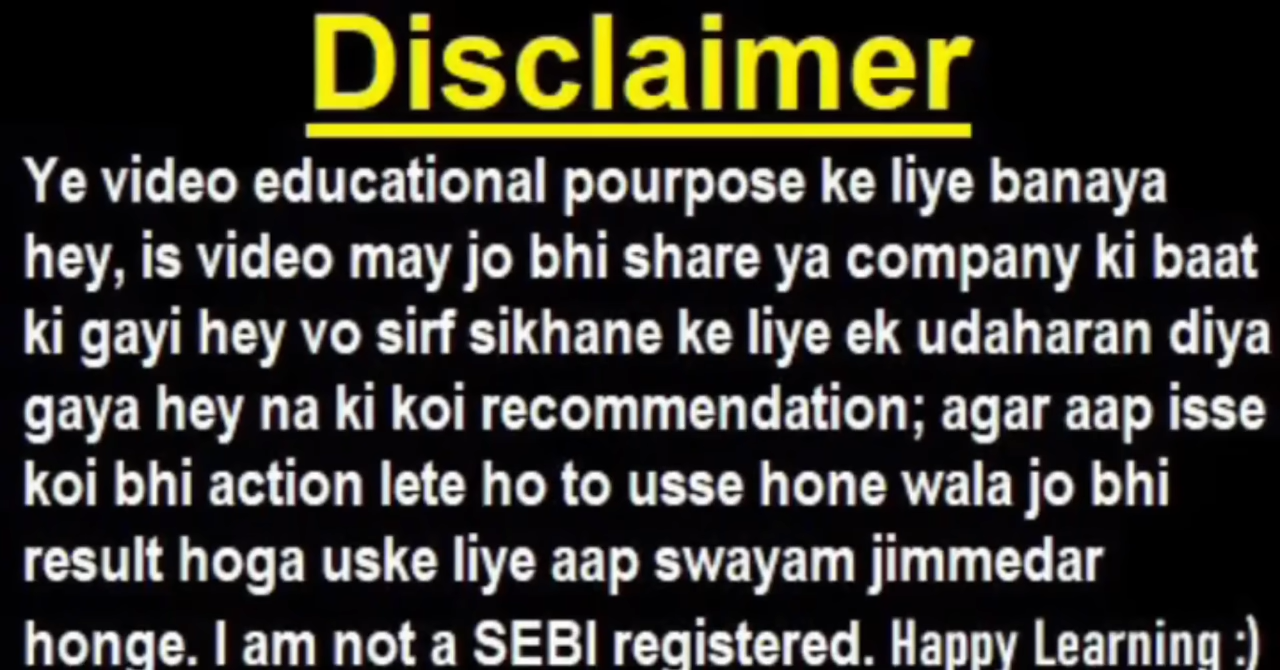 Disclaimer
Ye video educational pourpose ke liye banaya
hey, is video may jo bhi share ya company ki baat
ki gayi hey vo sirf sikhane ke liye ek udaharan diya
gaya hey na ki koi recommendation; agar aap isse
koi bhi action lete ho to usse hone wala jo bhi
result hoga uske liye aap swayam jimmedar
honge. I am not a SEBI registered. Happy Learning :)